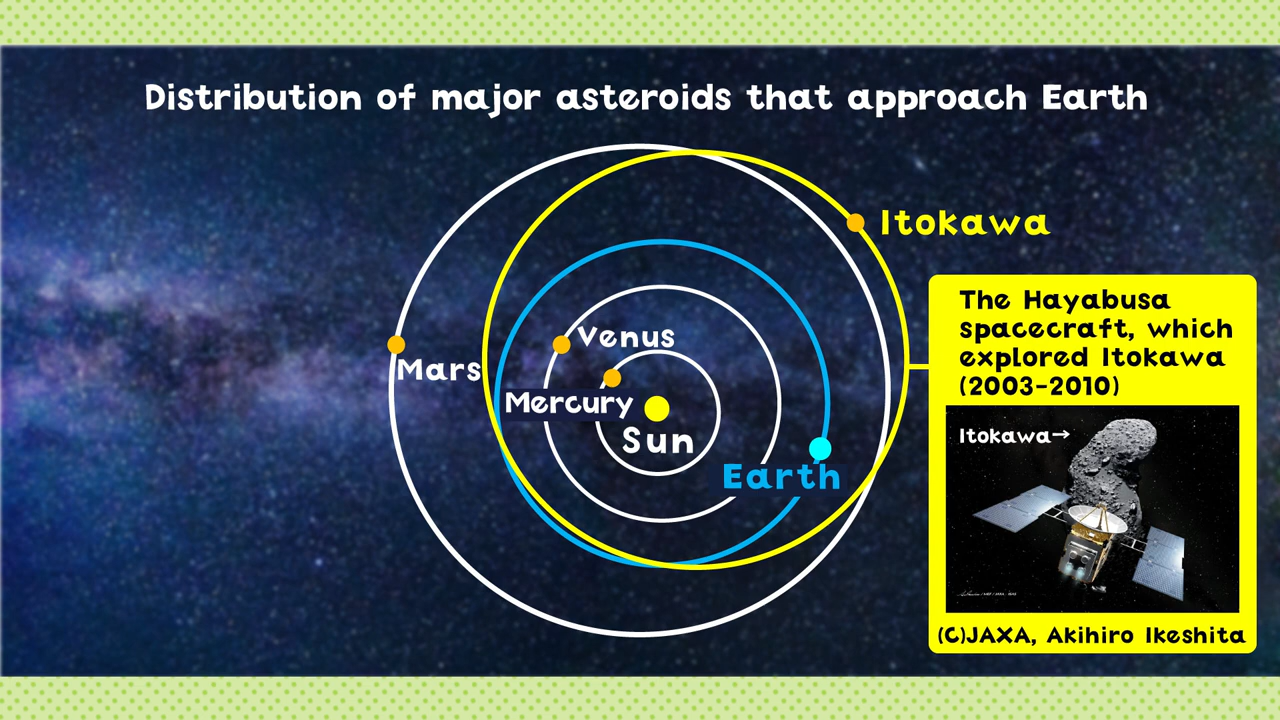 Distribution of major asteroids that approach Earth
Itokawa
Venus
Mars
Mercury
Sun
Earth
The Hayabusa
spacecraft, which
explored Itokawa
(2003-2010)
Itokawa→
(C)JAXA, Akihiro Ikeshita